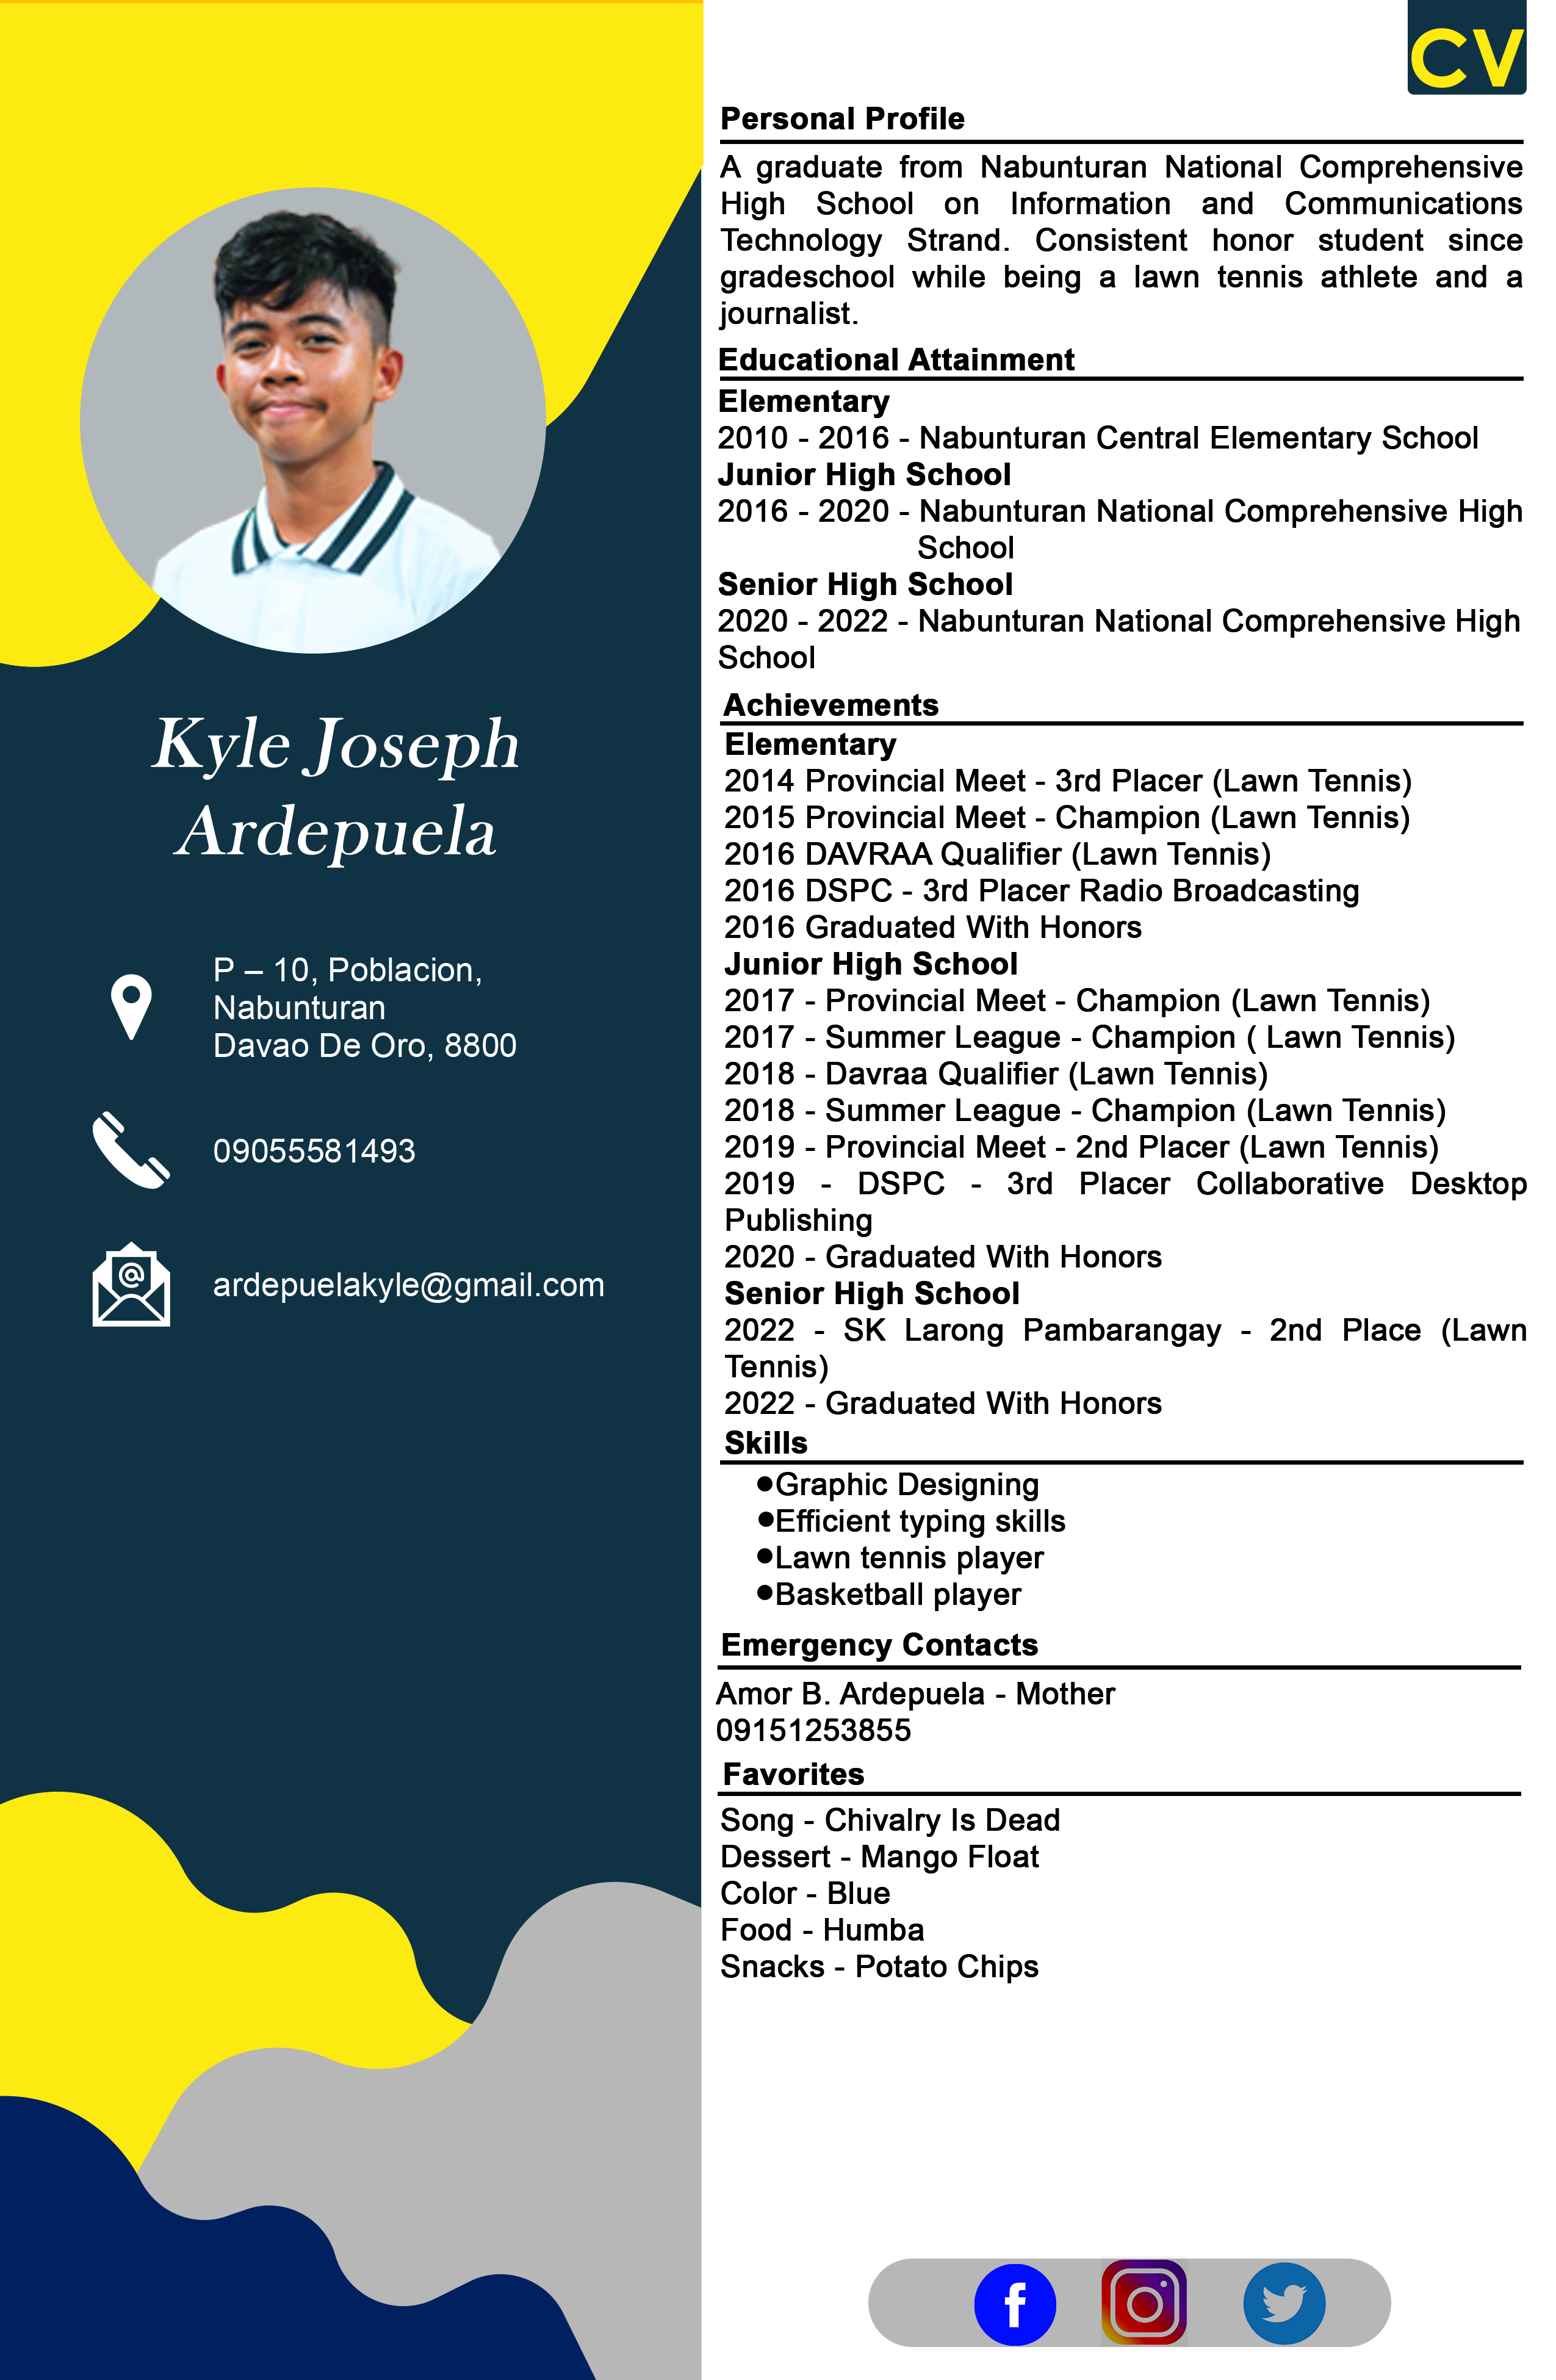 CV
Kyle Joseph
Ardepuela
P – 10, Poblacion,
Nabunturan
Davao De Oro, 8800
09055581493
@
ardepuelakyle@gmail.com
Personal Profile
A graduate from Nabunturan National Comprehensive
High School on Information and Communications
Technology Strand. Consistent honor student since
gradeschool while being a lawn tennis athlete and a
journalist.
Educational Attainment
Elementary
2010 - 2016 - Nabunturan Central Elementary School
Junior High School
2016 - 2020 - Nabunturan National Comprehensive High
School
Senior High School
2020 - 2022 - Nabunturan National Comprehensive High
School
Achievements
Elementary
2014 Provincial Meet - 3rd Placer (Lawn Tennis)
2015 Provincial Meet - Champion (Lawn Tennis)
2016 DAVRAA Qualifier (Lawn Tennis)
2016 DSPC - 3rd Placer Radio Broadcasting
2016 Graduated With Honors
Junior High School
2017 - Provincial Meet - Champion (Lawn Tennis)
2017 - Summer League - Champion ( Lawn Tennis)
2018 - Davraa Qualifier (Lawn Tennis)
2018 - Summer League - Champion (Lawn Tennis)
2019 - Provincial Meet - 2nd Placer (Lawn Tennis)
2019 - DSPC - 3rd Placer Collaborative Desktop
Publishing
2020 - Graduated With Honors
Senior High School
2022 - SK Larong Pambarangay - 2nd Place (Lawn
Tennis)
2022 - Graduated With Honors
Skills
●Graphic Designing
●Efficient typing skills
●Lawn tennis player
●Basketball player
Emergency Contacts
Amor B. Ardepuela - Mother
09151253855
Favorites
Song - Chivalry Is Dead
Dessert - Mango Float
Color - Blue
Food - Humba
Snacks - Potato Chips
f